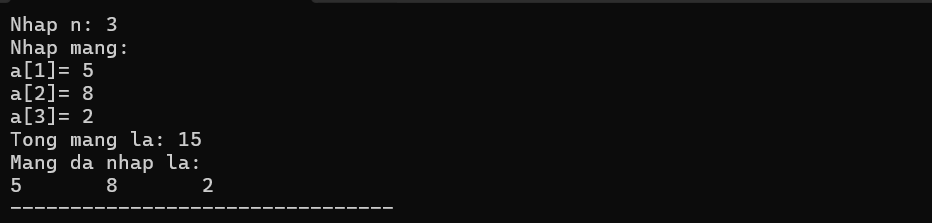 Nhap n: 3
Nhap mang:
a[1]= 5
a[2]= 8
a[3]= 2
Tong mang la: 15
Mang da nhap la:
5       8       2
--------------------------------